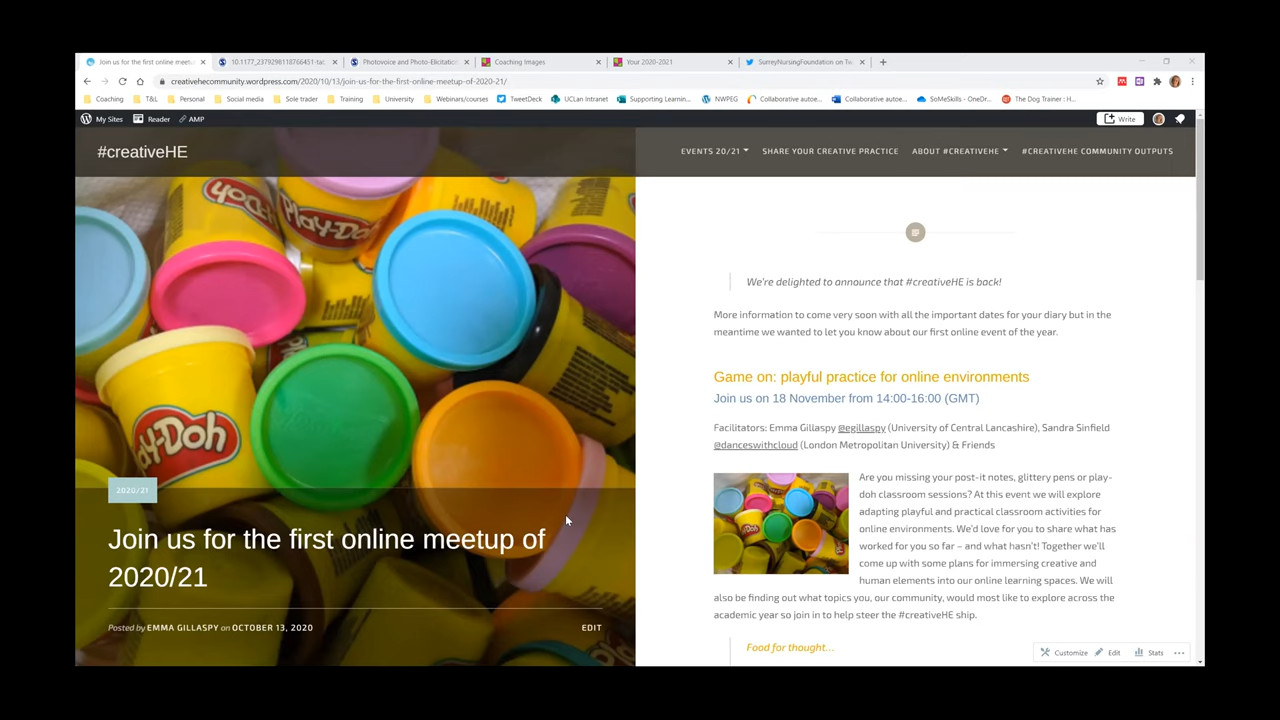 Join us for the first online meetu
10.1177_2379298118766451-tac
Photovoice and Photo-Elicitation
Coaching Images
Your 2020-2021
SurreyNursingFoundation on Tw
creativehecommunity.wordpress.com/2020/10/13/join-us-for-the-first-online-meetup-of-2020-21/
Coaching
T&L
Personal
Social media
Sole trader
Training
University
Webinars/courses
TweetDeck
UCLan Intranet
Supporting Learnin...
NWPEG
Collaborative autoe...
Collaborative autoe...
SoMeSkills - OneDr...
The Dog Trainer : H...
My Sites
Reader
AMP
Write
#creativeHE
EVENTS 20/21
SHARE YOUR CREATIVE PRACTICE
ABOUT #CREATIVEHE
#CREATIVEHE COMMUNITY OUTPUTS
Play-Doh
Play-Doh
2020/21
Join us for the first online meetup of
2020/21
Posted by EMMA GILLASPY on OCTOBER 13, 2020
EDIT
We're delighted to announce that #creativeHE is back!
More information to come very soon with all the important dates for your diary but in the
meantime we wanted to let you know about our first online event of the year.
Game on: playful practice for online environments
Join us on 18 November from 14:00-16:00 (GMT)
Facilitators: Emma Gillaspy @egillaspy (University of Central Lancashire), Sandra Sinfield
@danceswithcloud (London Metropolitan University) & Friends
Are you missing your post-it notes, glittery pens or play-
doh classroom sessions? At this event we will explore
adapting playful and practical classroom activities for
online environments. We'd love for you to share what has
worked for you so far – and what hasn't! Together we'll
come up with some plans for immersing creative and
human elements into our online learning spaces. We will
also be finding out what topics you, our community, would most like to explore across the
academic year so join in to help steer the #creativeHE ship.
Food for thought...
Customize
Edit
Stats